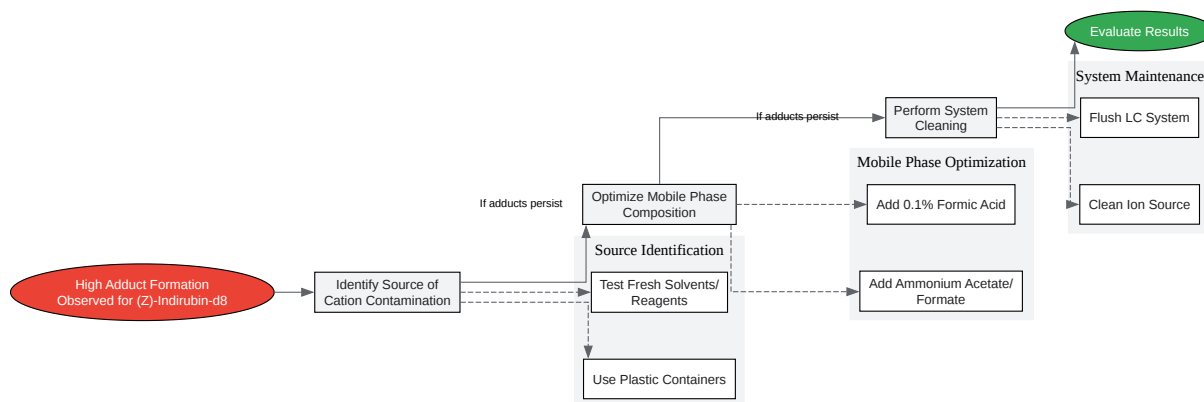 High Adduct Formation
Observed for (Z)-Indirubin-d8
Identify Source of
Cation Contamination
If adducts persist
Optimize Mobile Phase
Composition
Source Identification
Test Fresh Solvents/
Reagents
Use Plastic Containers
If adducts persist
Perform System
Cleaning
Mobile Phase Optimization
Add 0.1% Formic Acid
Add Ammonium Acetate/
Formate
Evaluate Results
System Maintenance
Flush LC System
Clean Ion Source